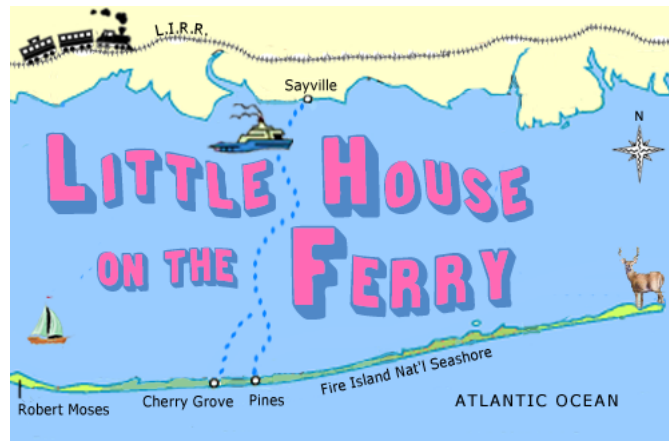 L.I.R.R.
Sayville
N
LITTLE HOUSE
ON THE FERRY
Fire Island Nat'l Seashore
Robert Moses
Cherry Grove
Pines
ATLANTIC OCEAN